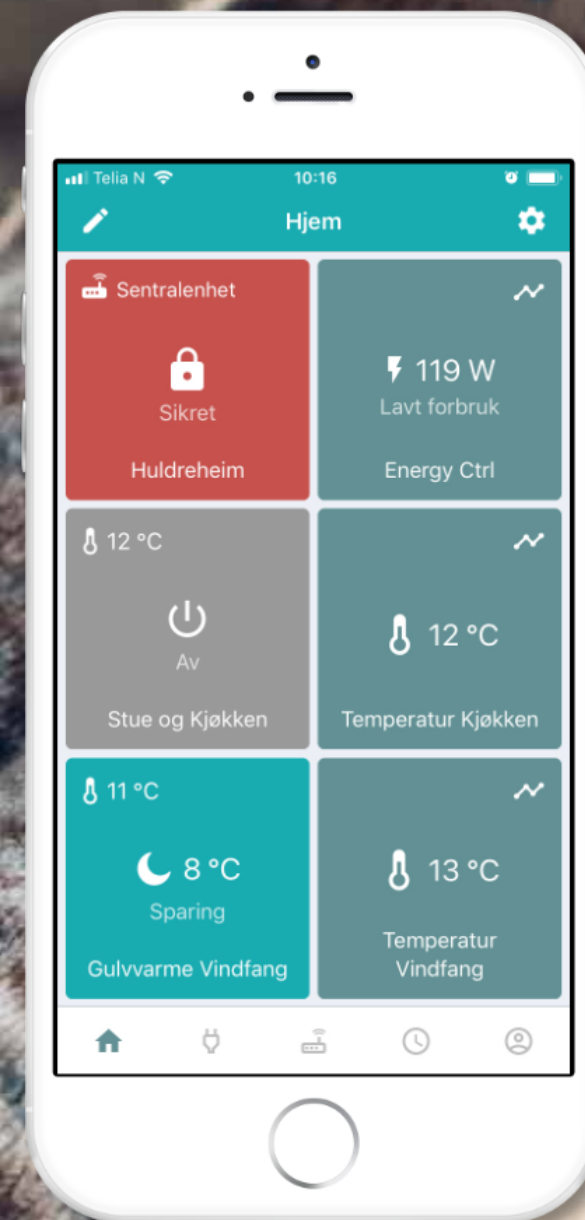 Telia N
10:16
Hjem
Sentralenhet
Sikret
Huldreheim
119 W
Lavt forbruk
Energy Ctrl
12 °C
Av
Stue og Kjøkken
12 °C
Temperatur Kjøkken
11 °C
8 °C
Sparing
Gulvvarme Vindfang
13 °C
Temperatur
Vindfang